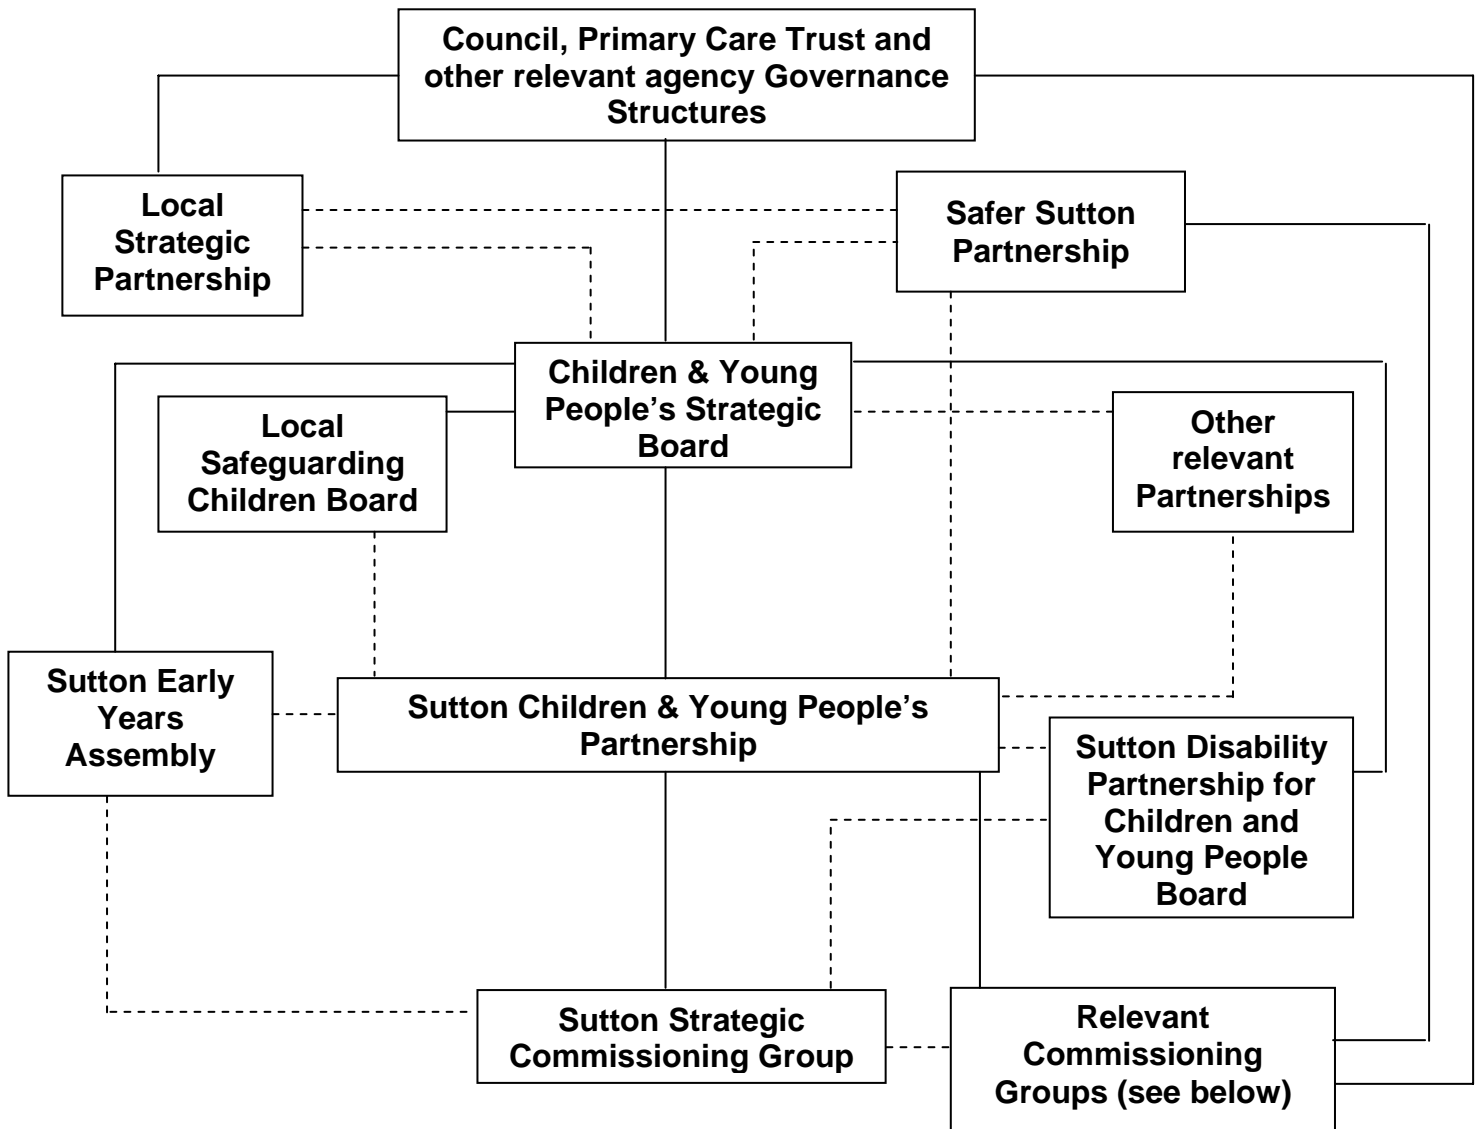 Council, Primary Care Trust and
other relevant agency Governance
Structures
Local
Strategic
Partnership
Safer Sutton
Partnership
Children & Young
People’s Strategic
Board
Local
Safeguarding
Children Board
Other
relevant
Partnerships
Sutton Early
Years
Assembly
Sutton Children & Young People’s
Partnership
Sutton Disability
Partnership for
Children and
Young People
Board
Sutton Strategic
Commissioning Group
Relevant
Commissioning
Groups (see below)